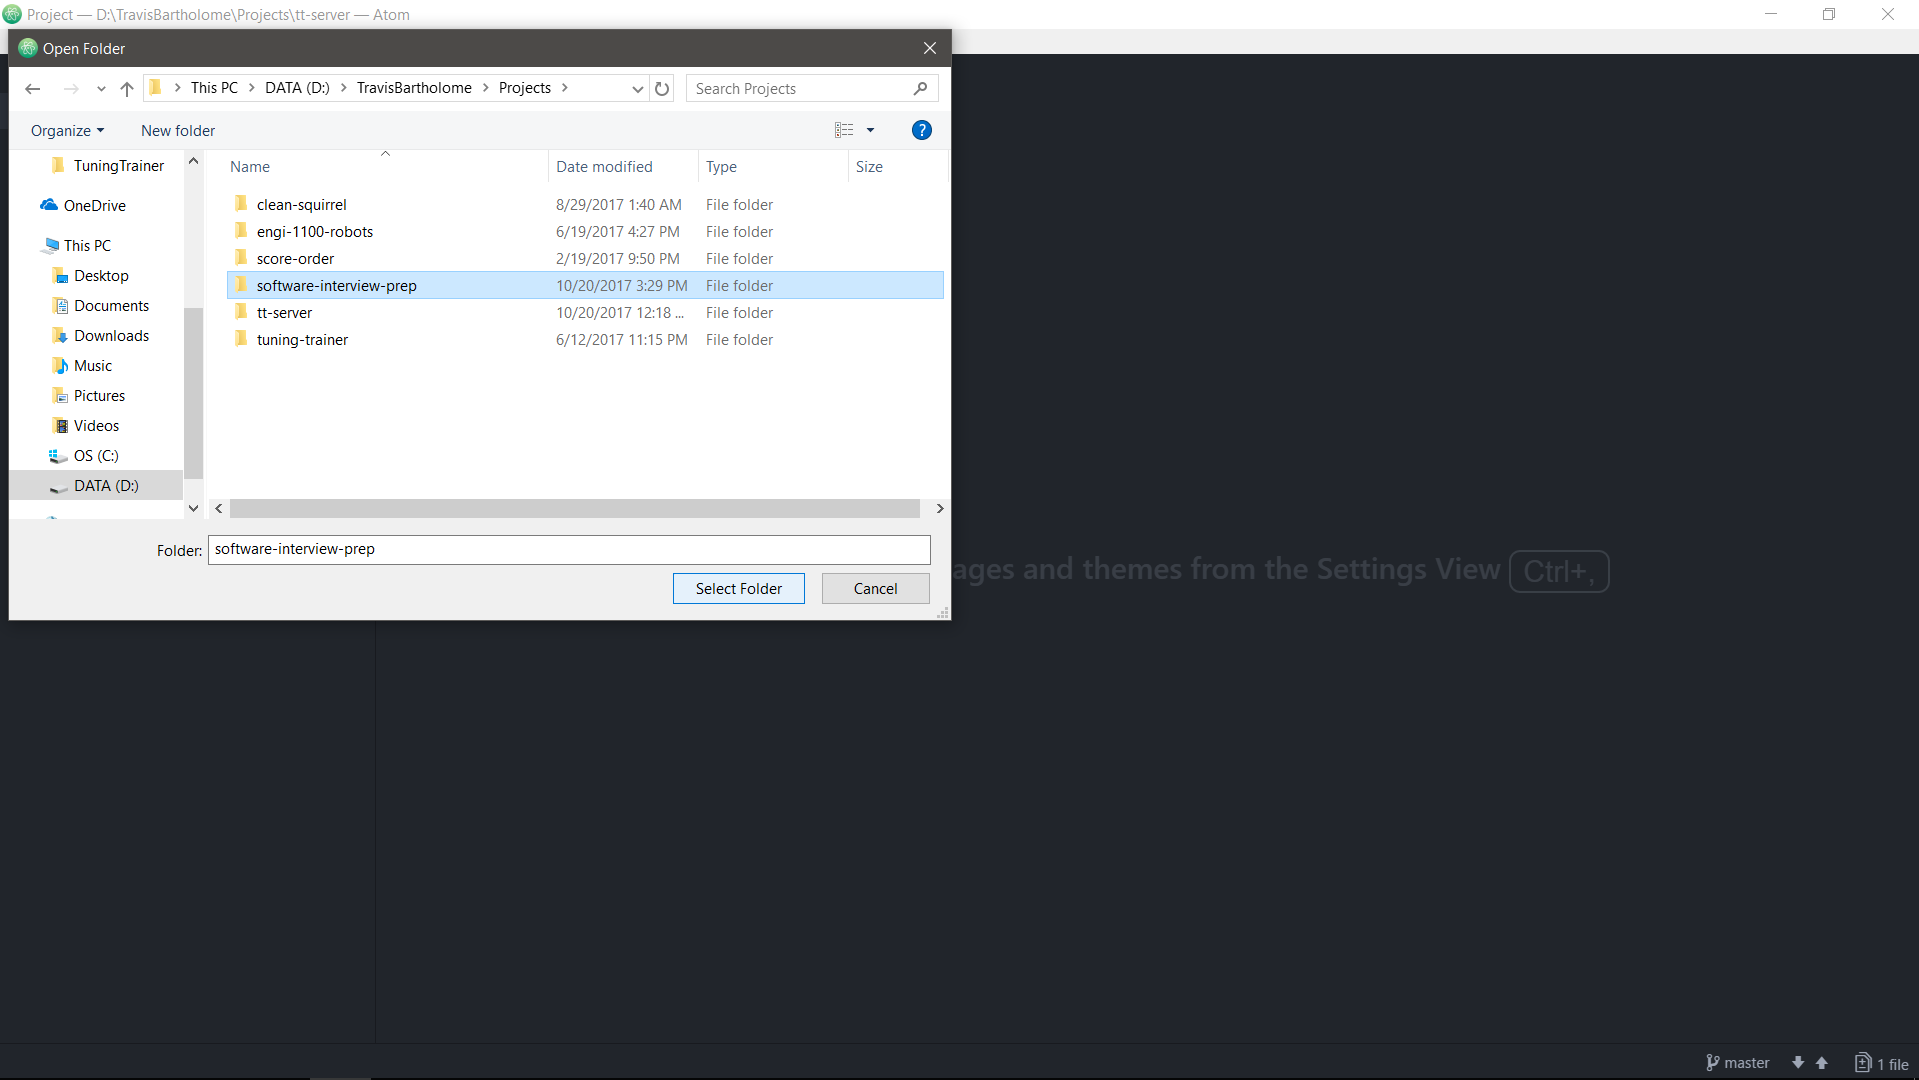 Project — D:\TravisBartholome\Projects\tt-server — Atom
Open Folder
This PC DATA (D:) TravisBartholome Projects
Search Projects
Organize New folder
?
TuningTrainer
OneDrive
This PC
Desktop
Documents
Downloads
Music
Pictures
Videos
OS (C:)
DATA (D:)
Name Date modified Type Size
clean-squirrel 8/29/2017 1:40 AM File folder
engi-1100-robots 6/19/2017 4:27 PM File folder
score-order 2/19/2017 9:50 PM File folder
software-interview-prep 10/20/2017 3:29 PM File folder
tt-server 10/20/2017 12:18 ... File folder
tuning-trainer 6/12/2017 11:15 PM File folder
Folder: software-interview-prep
Select Folder Cancel
ages and themes from the Settings View Ctrl+,
master 1 file